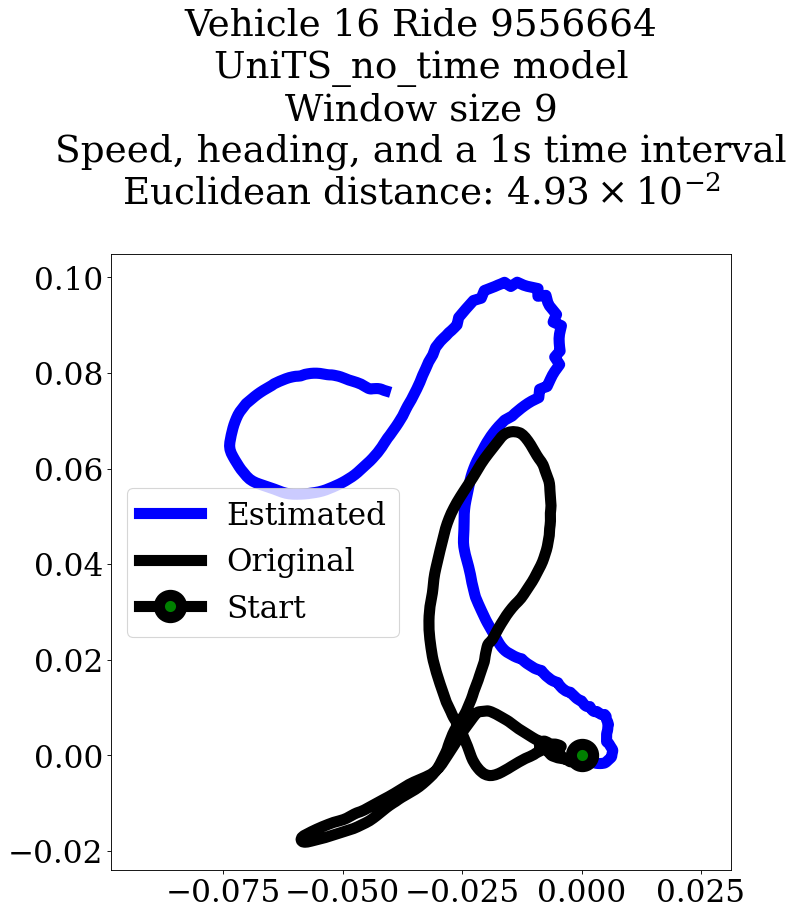 Vehicle 16 Ride 9556664
UniTS_no_time model
Window size 9
Speed, heading, and a 1s time interval
Euclidean distance: 4.93 × 10⁻²
0.10
0.08
0.06
0.04
0.02
0.00
−0.02
Estimated
Original
Start
−0.075 −0.050 −0.025 0.000 0.025